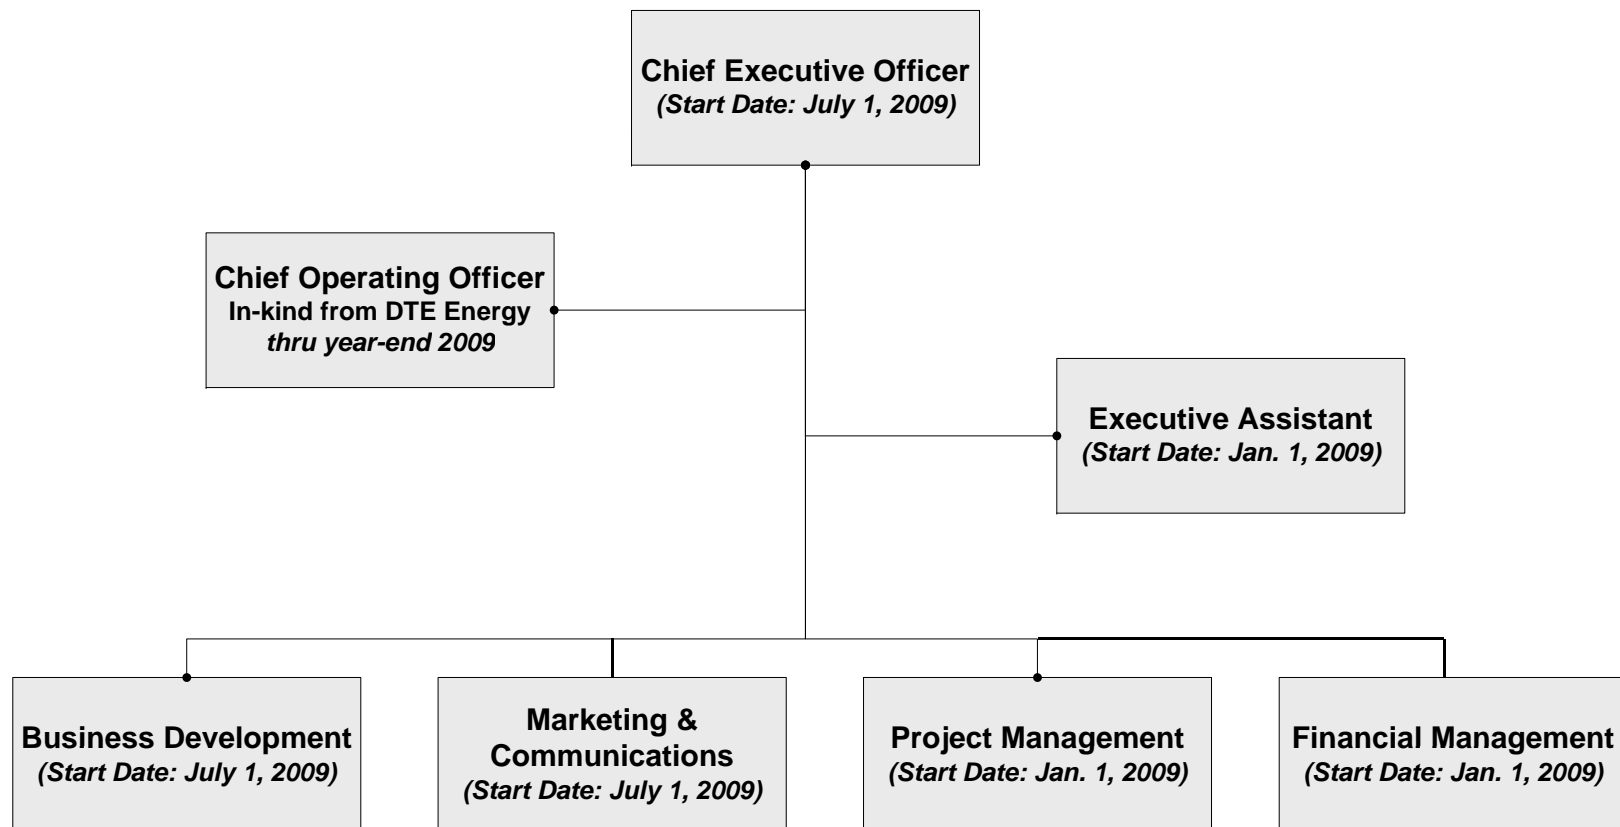 Chief Executive Officer
(Start Date: July 1, 2009)
Chief Operating Officer
In-kind from DTE Energy
thru year-end 2009
Executive Assistant
(Start Date: Jan. 1, 2009)
Business Development
(Start Date: July 1, 2009)
Marketing &
Communications
(Start Date: July 1, 2009)
Project Management
(Start Date: Jan. 1, 2009)
Financial Management
(Start Date: Jan. 1, 2009)